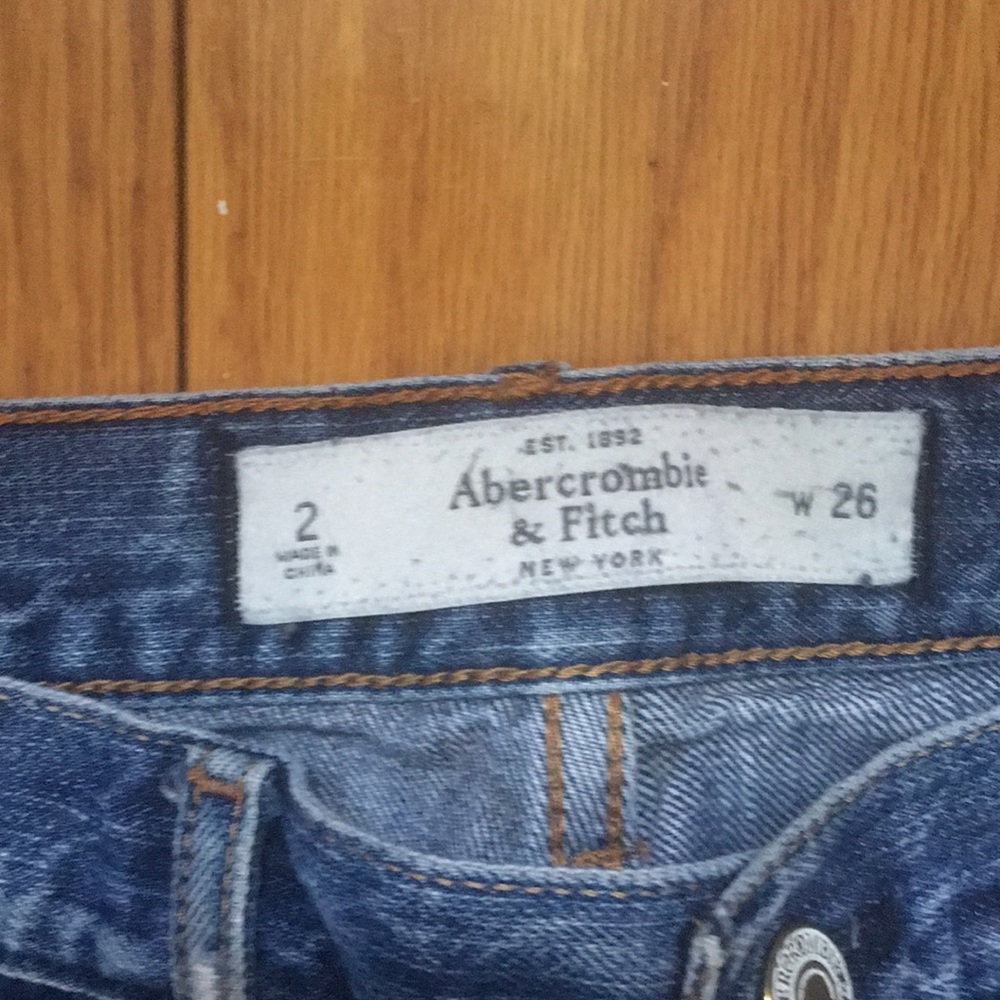 EST. 1892
Abercrombie
& Fitch
NEW YORK
2
MADE IN
CHINA
W 26